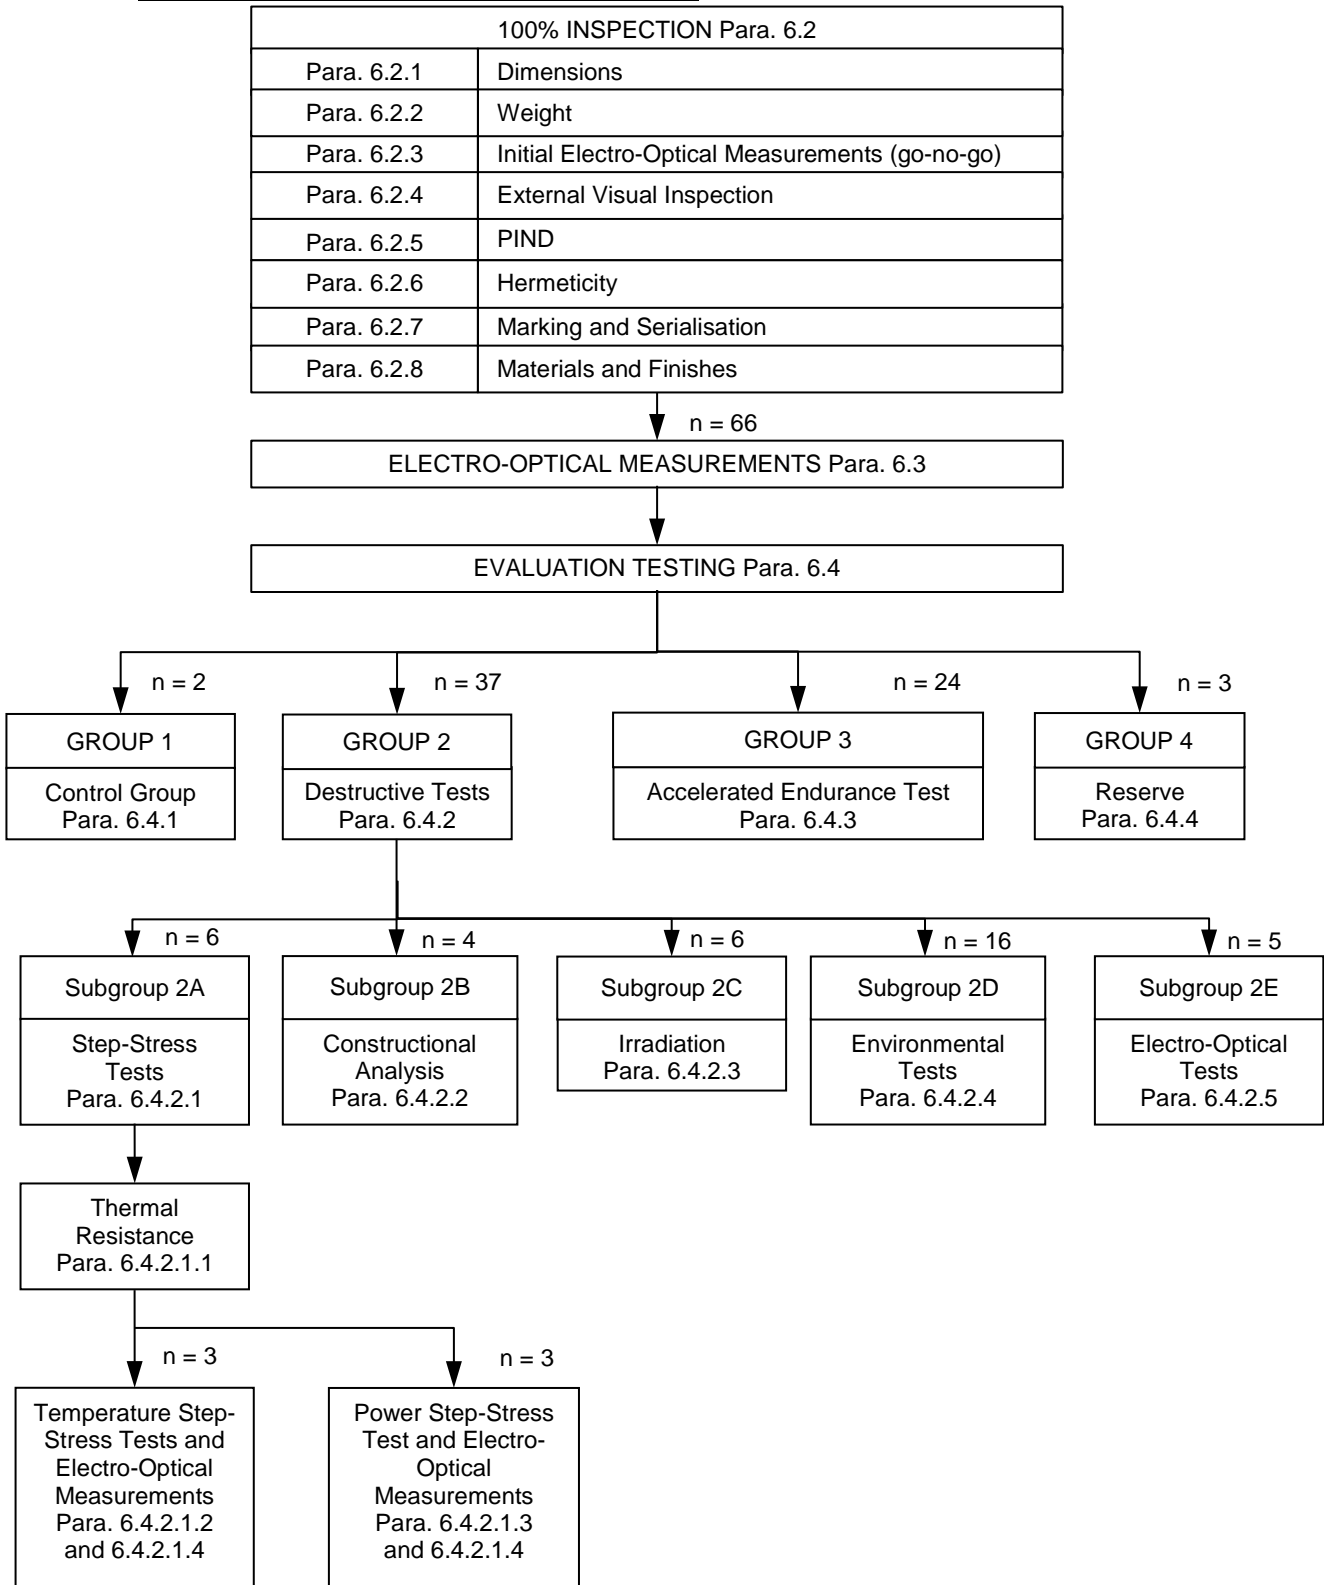 100% INSPECTION Para. 6.2
Para. 6.2.1 Dimensions
Para. 6.2.2 Weight
Para. 6.2.3 Initial Electro-Optical Measurements (go-no-go)
Para. 6.2.4 External Visual Inspection
Para. 6.2.5 PIND
Para. 6.2.6 Hermeticity
Para. 6.2.7 Marking and Serialisation
Para. 6.2.8 Materials and Finishes
n = 66
ELECTRO-OPTICAL MEASUREMENTS Para. 6.3
EVALUATION TESTING Para. 6.4
n = 2
n = 37
n = 24
n = 3
GROUP 1
Control Group
Para. 6.4.1
GROUP 2
Destructive Tests
Para. 6.4.2
GROUP 3
Accelerated Endurance Test
Para. 6.4.3
GROUP 4
Reserve
Para. 6.4.4
n = 6
n = 4
n = 6
n = 16
n = 5
Subgroup 2A
Step-Stress
Tests
Para. 6.4.2.1
Subgroup 2B
Constructional
Analysis
Para. 6.4.2.2
Subgroup 2C
Irradiation
Para. 6.4.2.3
Subgroup 2D
Environmental
Tests
Para. 6.4.2.4
Subgroup 2E
Electro-Optical
Tests
Para. 6.4.2.5
Thermal
Resistance
Para. 6.4.2.1.1
n = 3
n = 3
Temperature Step-
Stress Tests and
Electro-Optical
Measurements
Para. 6.4.2.1.2
and 6.4.2.1.4
Power Step-Stress
Test and Electro-
Optical
Measurements
Para. 6.4.2.1.3
and 6.4.2.1.4